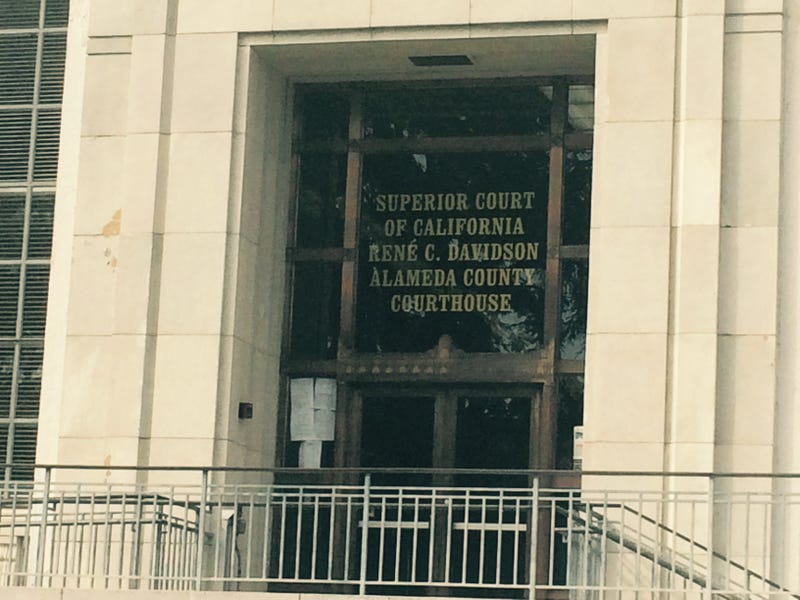 SUPERIOR COURT
OF CALIFORNIA
RENÉ C. DAVIDSON
ALAMEDA COUNTY
COURTHOUSE